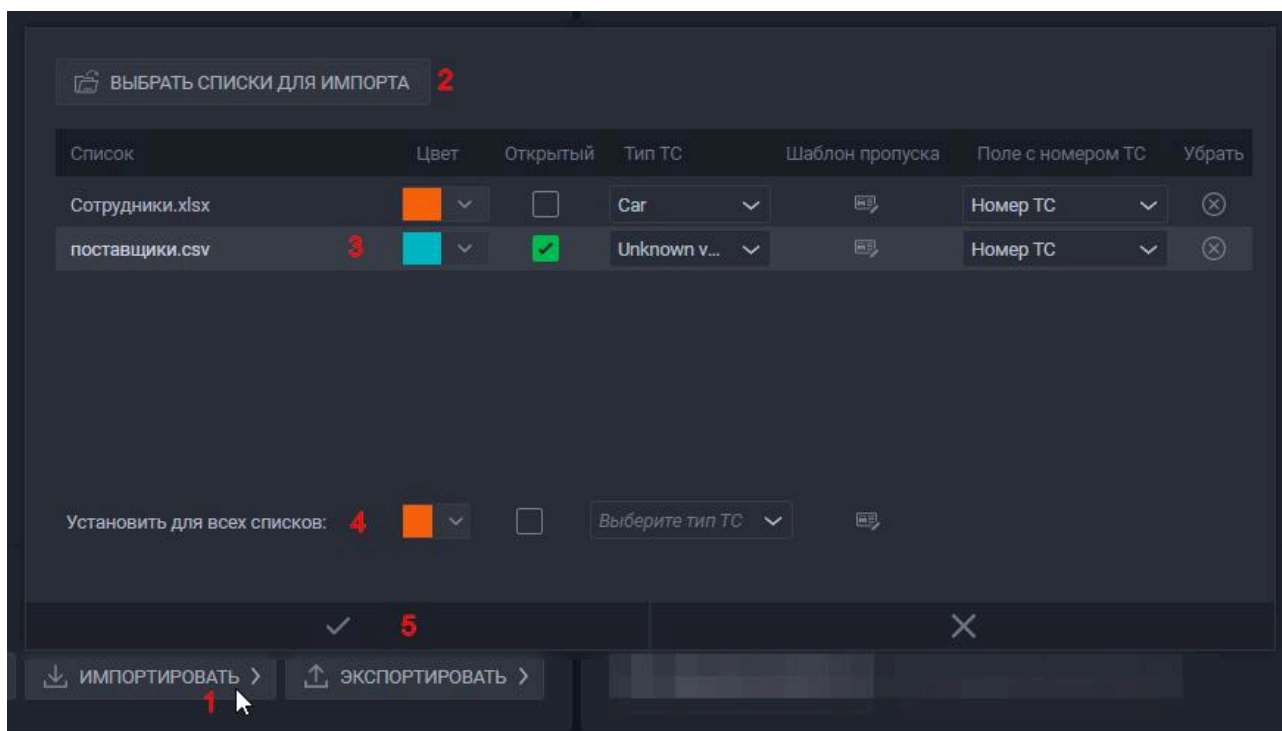 ВЫБРАТЬ СПИСКИ ДЛЯ ИМПОРТА 2
Список Цвет Открытый Тип ТС Шаблон пропуска Поле с номером ТС Убрать
Сотрудники.xlsx Car Номер ТС
поставщики.csv 3 Unknown v... Номер ТС
Установить для всех списков: 4 Выберите тип ТС
5
ИМПОРТИРОВАТЬ ЭКСПОРТИРОВАТЬ
1